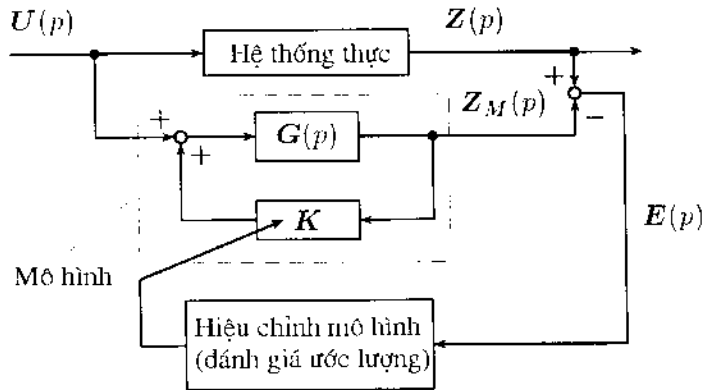 U(p)
Hệ thống thực
Z(p)
+
−
+
+
G(p)
Z_M(p)
K
E(p)
Mô hình
Hiệu chỉnh mô hình
(đánh giá ước lượng)